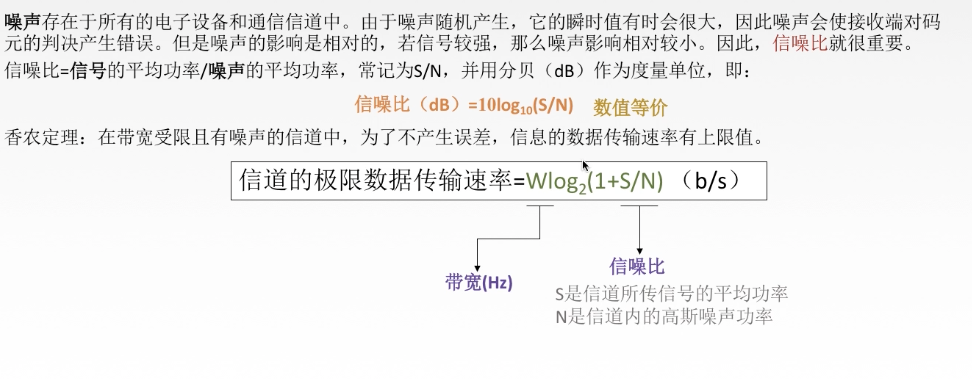 噪声存在于所有的电子设备和通信信道中。由于噪声随机产生，它的瞬时值有时会很大，因此噪声会使接收端对码
元的判决产生错误。但是噪声的影响是相对的，若信号较强，那么噪声影响相对较小。因此，信噪比就很重要。
信噪比=信号的平均功率/噪声的平均功率，常记为S/N，并用分贝（dB）作为度量单位，即：
信噪比（dB）=10log₁₀(S/N) 数值等价
香农定理：在带宽受限且有噪声的信道中，为了不产生误差，信息的数据传输速率有上限值。
信道的极限数据传输速率=Wlog₂(1+S/N)（b/s）
带宽(Hz)
信噪比
S是信道所传信号的平均功率
N是信道内的高斯噪声功率